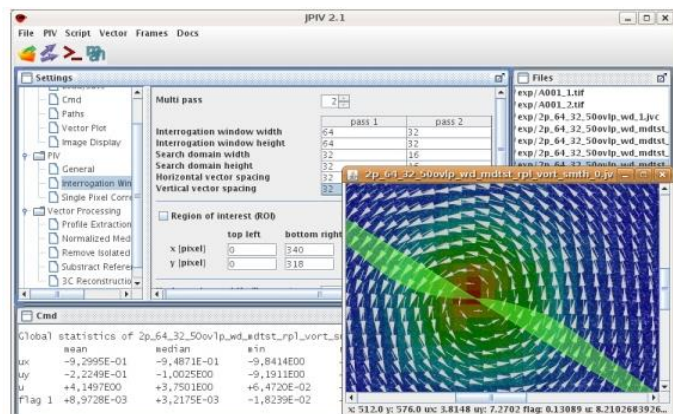 JPIV 2.1
File PIV Script Vector Frames Docs
Settings
Cmd
Paths
Vector Plot
Image Display
PIV
General
Interrogation Win
Single Pixel Corre
Vector Processing
Profile Extraction
Normalized Med
Remove Isolated
Substract Refere
3C Reconstructio
Multi pass 2
pass 1 pass 2
Interrogation window width 64 32
Interrogation window height 64 32
Search domain width 32 16
Search domain height 32 16
Horizontal vector spacing 32
Vertical vector spacing 32
Region of interest (ROI)
top left bottom right
x [pixel] 0 340
y [pixel] 0 318
Files
exp/A001_1.tif
exp/A001_2.tif
exp/2p_64_32_50ovlp_wd_1.jvc
exp/2p_64_32_50ovlp_wd_mdtst_
exp/2p_64_32_50ovlp_wd_mdtst_
exp/2p_64_32_50ovlp_wd_mdtst_
2p_64_32_50ovlp_wd_mdtst_rpl_vort_smth_0.jv
x: 512.0 y: 576.0 ux: 3.8148 uy: 7.2702 flag: 0.13089 u: 8.2102683926...
Cmd
Global statistics of 2p_64_32_50ovlp_wd_mdtst_rpl_vort_s
mean median min
ux -9,2995E-01 -9,4871E-01 -9,8414E00
uy -2,2249E-01 -1,0025E00 -9,1911E00
u +4,1497E00 +3,7501E00 +6,4720E-02
flag 1 +8,9728E-03 +3,2175E-03 -1,8239E-02